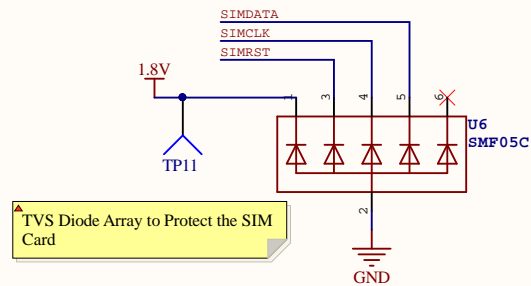 SIMDATA
SIMCLK
SIMRST
1.8V
1
3
4
5
6
U6
SMF05C
TP11
2
TVS Diode Array to Protect the SIM
Card
GND